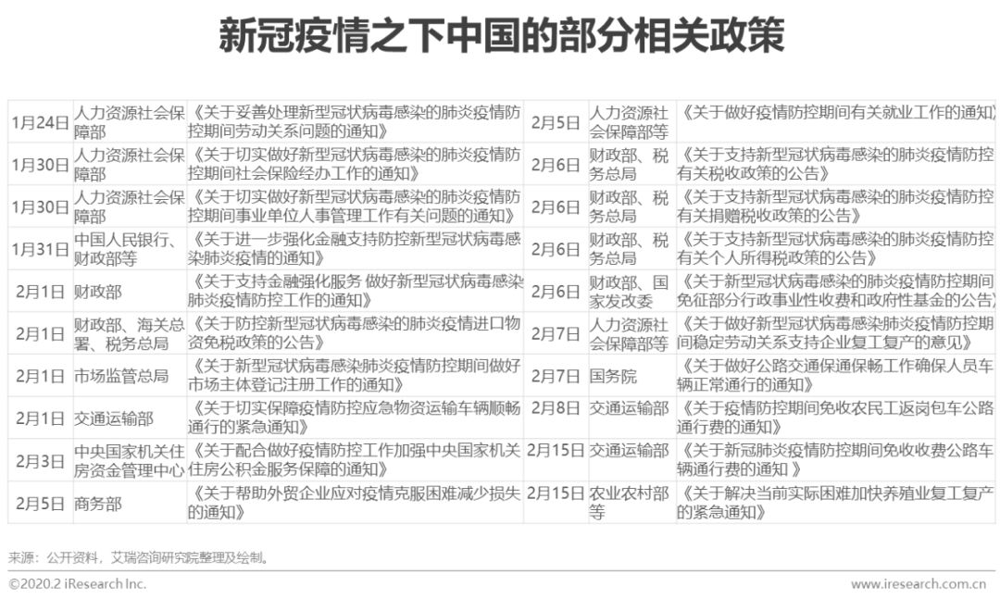 新冠疫情之下中国的部分相关政策
1月24日 人力资源社会保障部 《关于妥善处理新型冠状病毒感染的肺炎疫情防控期间劳动关系问题的通知》
2月5日 人力资源社会保障部等 《关于做好疫情防控期间有关就业工作的通知》
1月30日 人力资源社会保障部 《关于切实做好新型冠状病毒感染的肺炎疫情防控期间社会保险经办工作的通知》
2月6日 财政部、税务总局 《关于支持新型冠状病毒感染的肺炎疫情防控有关税收政策的公告》
1月30日 人力资源社会保障部 《关于切实做好新型冠状病毒感染的肺炎疫情防控期间事业单位人事管理工作有关问题的通知》
2月6日 财政部、税务总局 《关于支持新型冠状病毒感染的肺炎疫情防控有关捐赠税收政策的公告》
1月31日 中国人民银行、财政部等 《关于进一步强化金融支持防控新型冠状病毒感染肺炎疫情的通知》
2月6日 财政部、税务总局 《关于支持新型冠状病毒感染的肺炎疫情防控有关个人所得税政策的公告》
2月1日 财政部 《关于支持金融强化服务 做好新型冠状病毒感染肺炎疫情防控工作的通知》
2月6日 财政部、国家发改委 《关于新型冠状病毒感染的肺炎疫情防控期间免征部分行政事业性收费和政府性基金的公告》
2月1日 财政部、海关总署、税务总局 《关于防控新型冠状病毒感染的肺炎疫情进口物资免税政策的公告》
2月7日 人力资源社会保障部等 《关于做好新型冠状病毒感染肺炎疫情防控期间稳定劳动关系支持企业复工复产的意见》
2月1日 市场监管总局 《关于新型冠状病毒感染肺炎疫情防控期间做好市场主体登记注册工作的通知》
2月7日 国务院 《关于做好公路交通保通保畅工作确保人员车辆正常通行的通知》
2月1日 交通运输部 《关于切实保障疫情防控应急物资运输车辆顺畅通行的紧急通知》
2月8日 交通运输部 《关于疫情防控期间免收农民工返岗包车公路通行费的通知》
2月3日 中央国家机关住房资金管理中心 《关于配合做好疫情防控工作加强中央国家机关住房公积金服务保障的通知》
2月15日 交通运输部 《关于新冠肺炎疫情防控期间免收收费公路车辆通行费的通知 》
2月5日 商务部 《关于帮助外贸企业应对疫情克服困难减少损失的通知》
2月15日 农业农村部等 《关于解决当前实际困难加快养殖业复工复产的紧急通知》
来源：公开资料，艾瑞咨询研究院整理及绘制。
©2020.2 iResearch Inc.
www.iresearch.com.cn